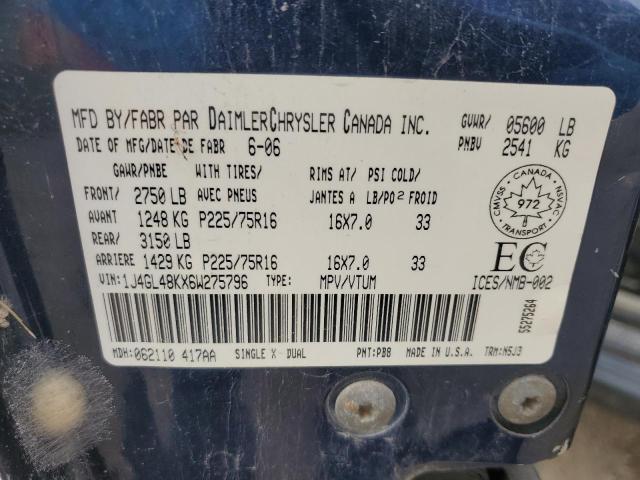 MFD BY/FABR PAR DAIMLERCHRYSLER CANADA INC.
GVWR/ 05600 LB
PNBV 2541 KG
DATE OF MFG/DATE DE FABR 6-06
GAWR/PNBE WITH TIRES/ RIMS AT/ PSI COLD/
FRONT/ 2750 LB AVEC PNEUS JANTES A LB/PO2 FROID
AVANT 1248 KG P225/75R16 16X7.0 33
REAR/ 3150 LB
ARRIERE 1429 KG P225/75R16 16X7.0 33
CANADA
CMVSS NSVAC
972
TRANSPORT
EC
VIN: 1J4GL48KX6W275796 TYPE: MPV/VTUM ICES/NMB-002
55275264
MDH: 062110 417AA SINGLE X DUAL PNT: PB8 MADE IN U.S.A. TRM: N5J3